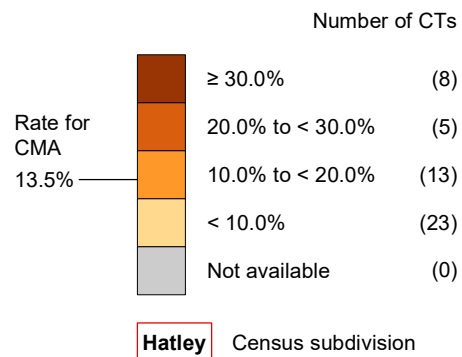 Number of CTs
≥ 30.0% (8)
20.0% to < 30.0% (5)
Rate for
CMA
13.5%
10.0% to < 20.0% (13)
< 10.0% (23)
Not available (0)
Hatley Census subdivision